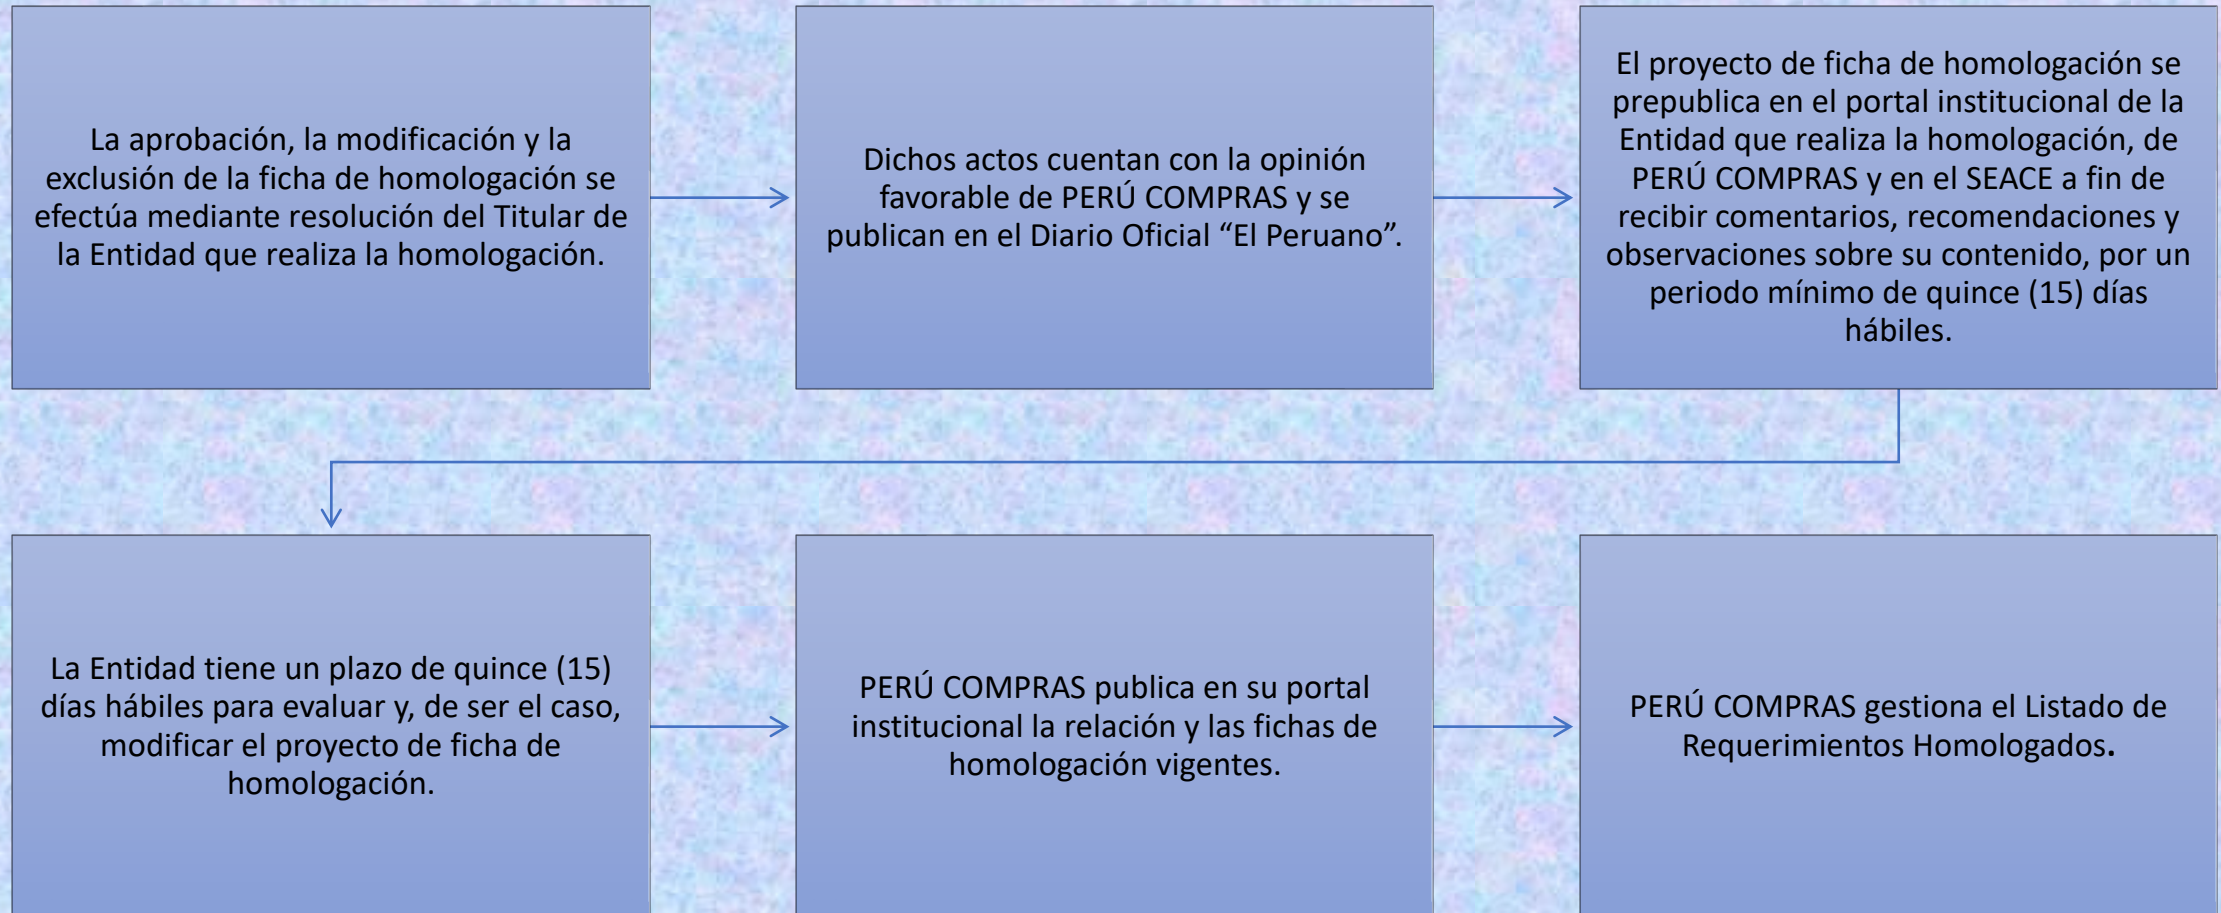 La aprobación, la modificación y la
exclusión de la ficha de homologación se
efectúa mediante resolución del Titular de
la Entidad que realiza la homologación.
Dichos actos cuentan con la opinión
favorable de PERÚ COMPRAS y se
publican en el Diario Oficial “El Peruano”.
El proyecto de ficha de homologación se
prepublica en el portal institucional de la
Entidad que realiza la homologación, de
PERÚ COMPRAS y en el SEACE a fin de
recibir comentarios, recomendaciones y
observaciones sobre su contenido, por un
periodo mínimo de quince (15) días
hábiles.
La Entidad tiene un plazo de quince (15)
días hábiles para evaluar y, de ser el caso,
modificar el proyecto de ficha de
homologación.
PERÚ COMPRAS publica en su portal
institucional la relación y las fichas de
homologación vigentes.
PERÚ COMPRAS gestiona el Listado de
Requerimientos Homologados.